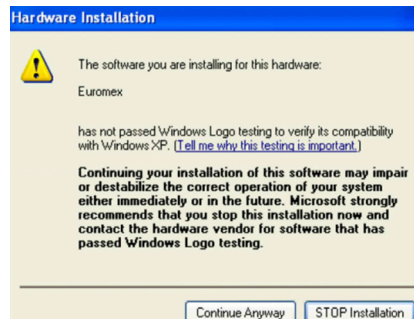 Hardware Installation
The software you are installing for this hardware:
Euromex
has not passed Windows Logo testing to verify its compatibility
with Windows XP. (Tell me why this testing is important.)
Continuing your installation of this software may impair
or destabilize the correct operation of your system
either immediately or in the future. Microsoft strongly
recommends that you stop this installation now and
contact the hardware vendor for software that has
passed Windows Logo testing.
Continue Anyway STOP Installation